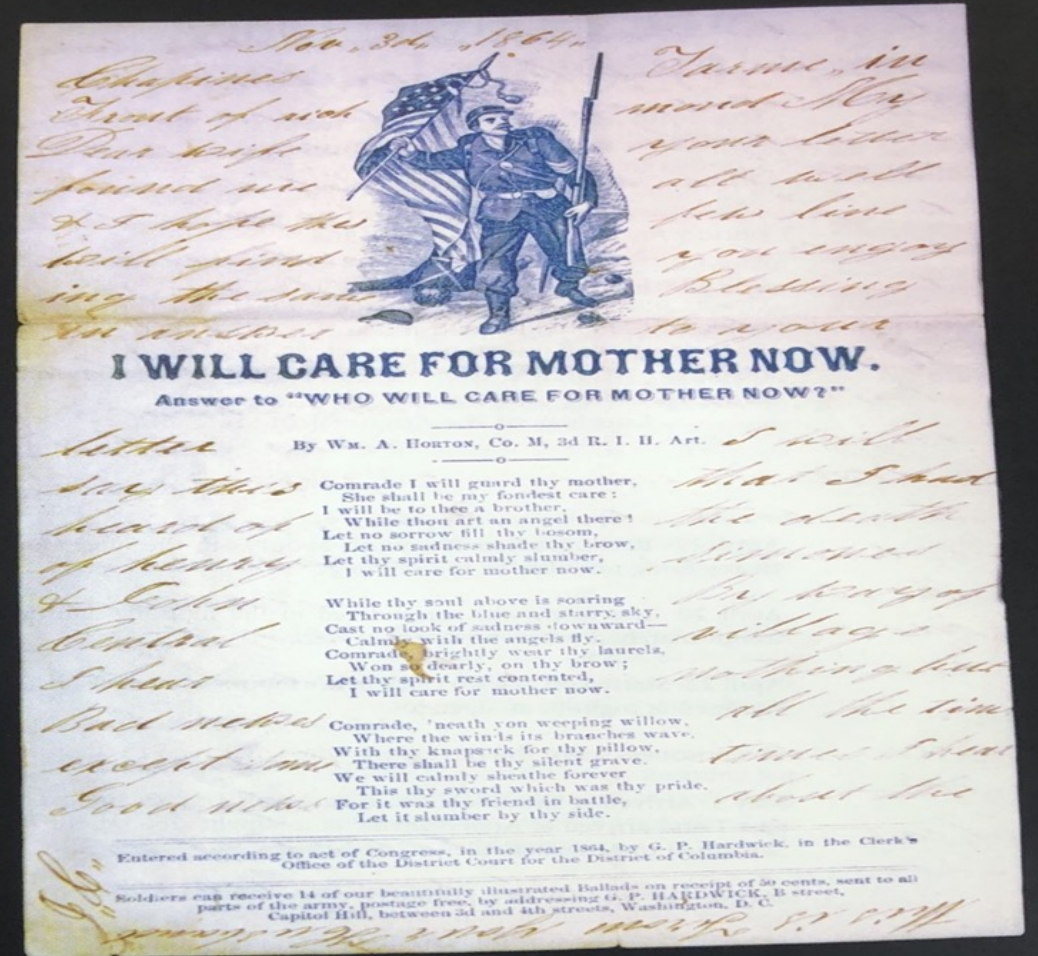 Nov. 3d, 1864,
Chapines Farme, in
Front of rich mond My
Dear wife your letter
found me all well
& I hope this few line
will find you engoy
ing the same Blessing
in answer to your
I WILL CARE FOR MOTHER NOW.
Answer to "WHO WILL CARE FOR MOTHER NOW?"
By WM. A. HORTON, Co. M, 3d R. I. H. Art.
letter I will
say this that I had
heard of the death
of henry Simonon
& John By way of
Central village
I hear nothing but
Bad newes all the time
except some times I hear
Good newes about the
Comrade I will guard thy mother,
She shall be my fondest care:
I will be to thee a brother,
While thou art an angel there!
Let no sorrow fill thy bosom,
Let no sadness shade thy brow,
Let thy spirit calmly slumber,
I will care for mother now.
While thy soul above is soaring
Through the blue and starry sky,
Cast no look of sadness downward—
Calmly with the angels fly.
Comrade, brightly wear thy laurels,
Won so dearly, on thy brow;
Let thy spirit rest contented,
I will care for mother now.
Comrade, 'neath yon weeping willow,
Where the winds its branches wave,
With thy knapsack for thy pillow,
There shall be thy silent grave.
We will calmly sheathe forever
This thy sword which was thy pride.
For it was thy friend in battle,
Let it slumber by thy side.
Entered according to act of Congress, in the year 1864, by G. P. Hardwick, in the Clerk's
Office of the District Court for the District of Columbia.
Soldiers can receive 14 of our beautifully illustrated Ballads on receipt of 50 cents, sent to all
parts of the army, postage free, by addressing G. P. HARDWICK, B street,
Capitol Hill, between 3d and 4th streets, Washington, D. C.
From your Husband